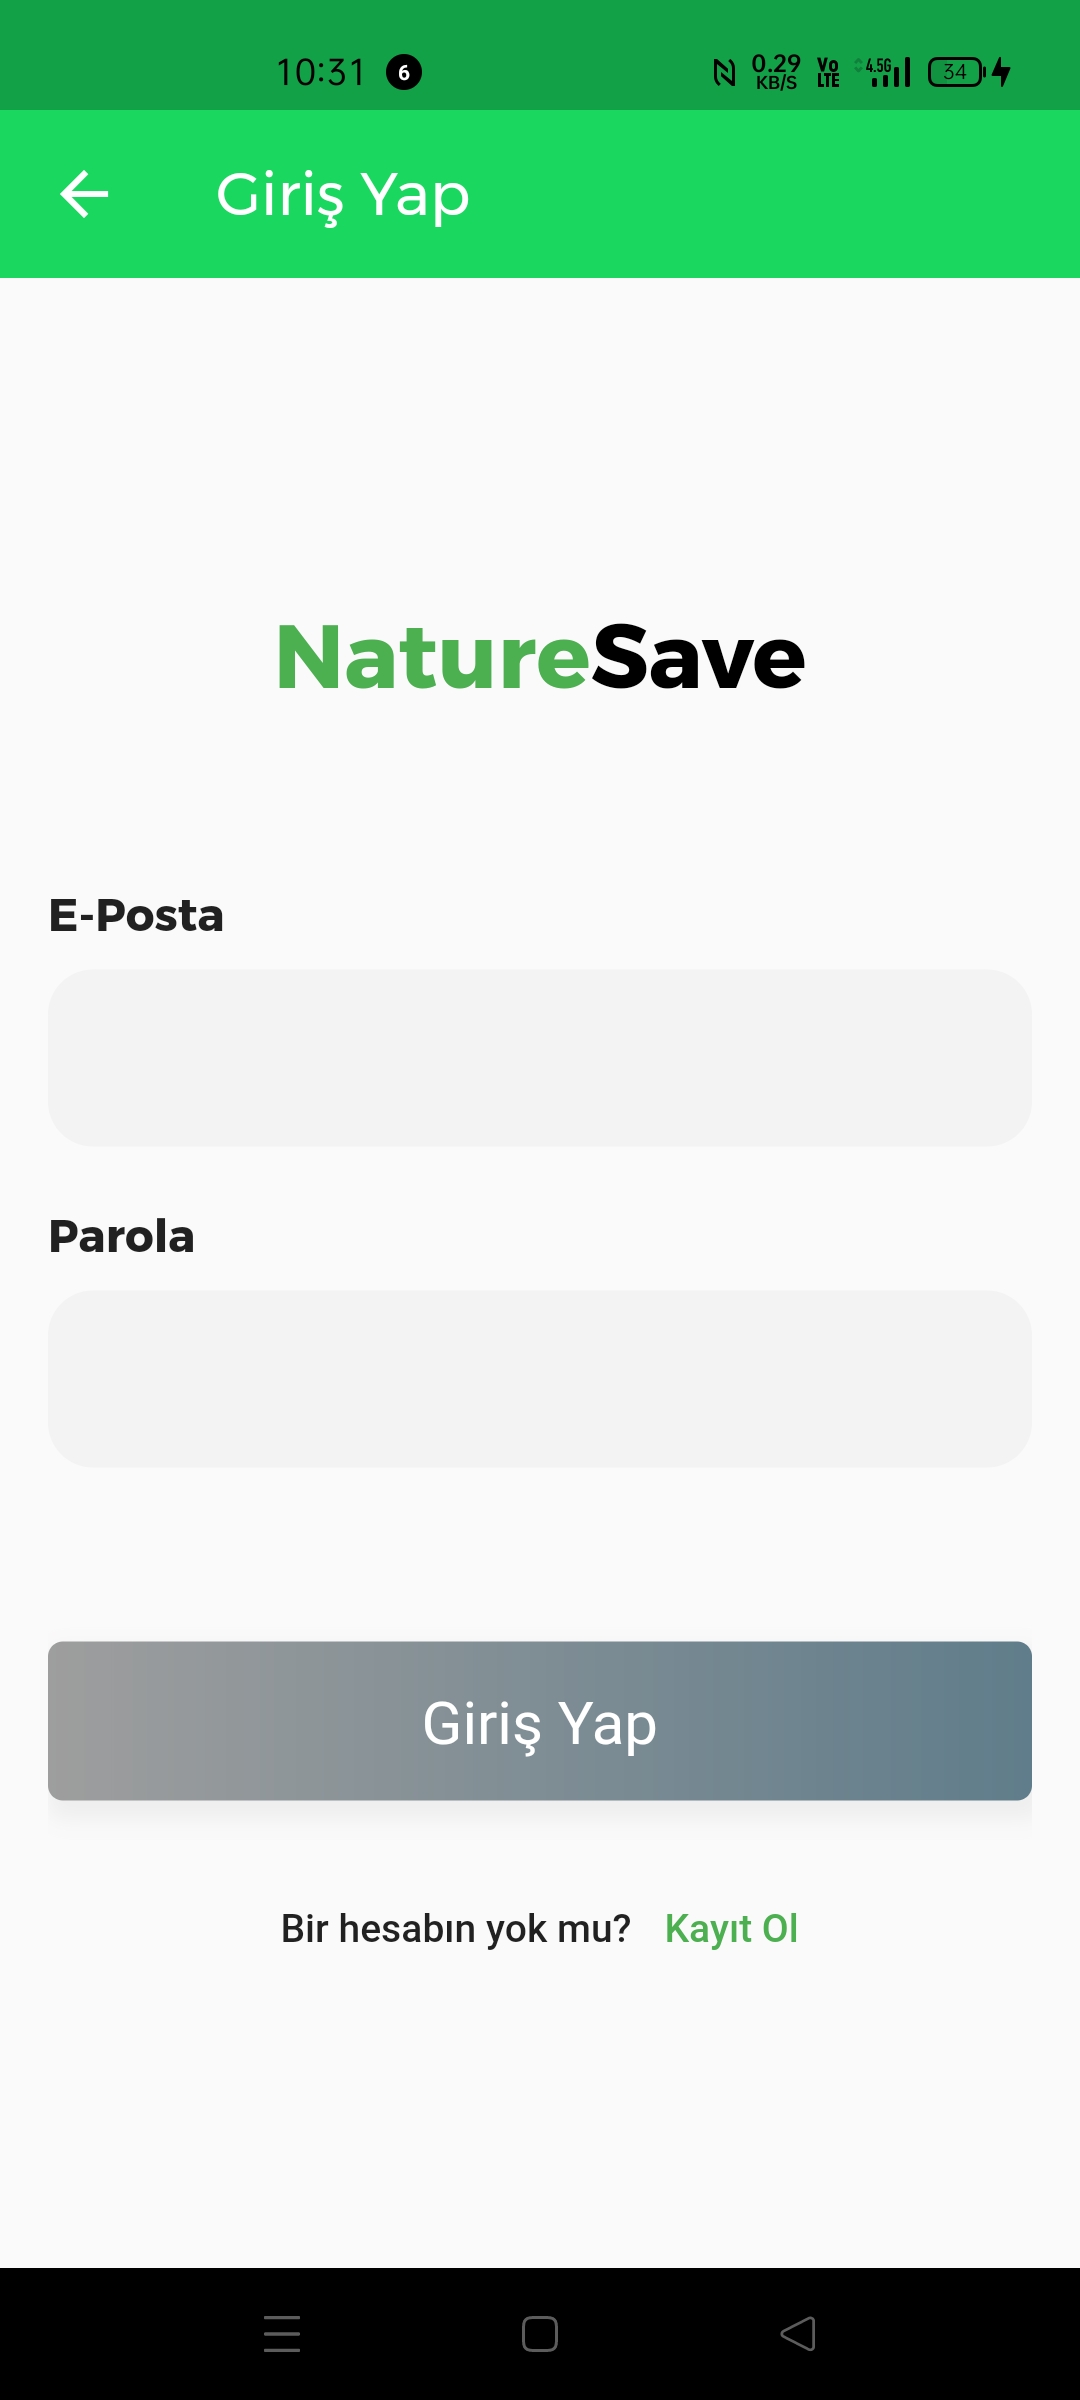 10:31 6 0.29 KB/S Vo LTE 4.5G 34
Giriş Yap
NatureSave
E-Posta
Parola
Giriş Yap
Bir hesabın yok mu? Kayıt Ol